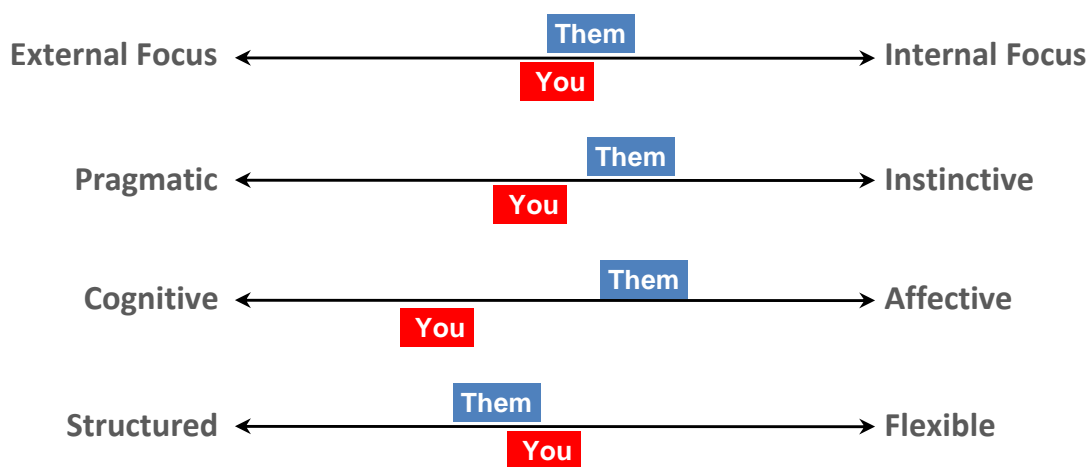 Them
External Focus Internal Focus
You
Them
Pragmatic Instinctive
You
Them
Cognitive Affective
You
Them
Structured Flexible
You